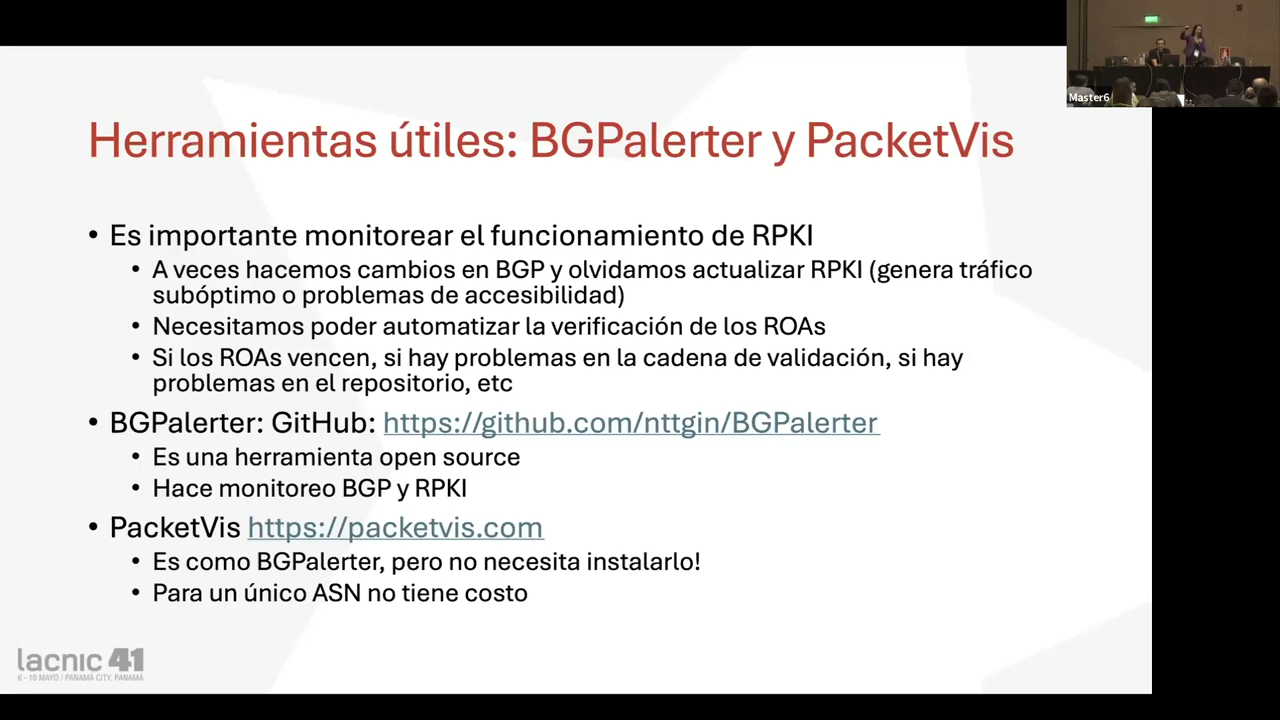 Master6
Herramientas útiles: BGPalerter y PacketVis
• Es importante monitorear el funcionamiento de RPKI
• A veces hacemos cambios en BGP y olvidamos actualizar RPKI (genera tráfico
subóptimo o problemas de accesibilidad)
• Necesitamos poder automatizar la verificación de los ROAs
• Si los ROAs vencen, si hay problemas en la cadena de validación, si hay
problemas en el repositorio, etc
• BGPalerter: GitHub: https://github.com/nttgin/BGPalerter
• Es una herramienta open source
• Hace monitoreo BGP y RPKI
• PacketVis https://packetvis.com
• Es como BGPalerter, pero no necesita instalarlo!
• Para un único ASN no tiene costo
lacnic 41
6 - 10 MAYO / PANAMÁ CITY, PANAMÁ